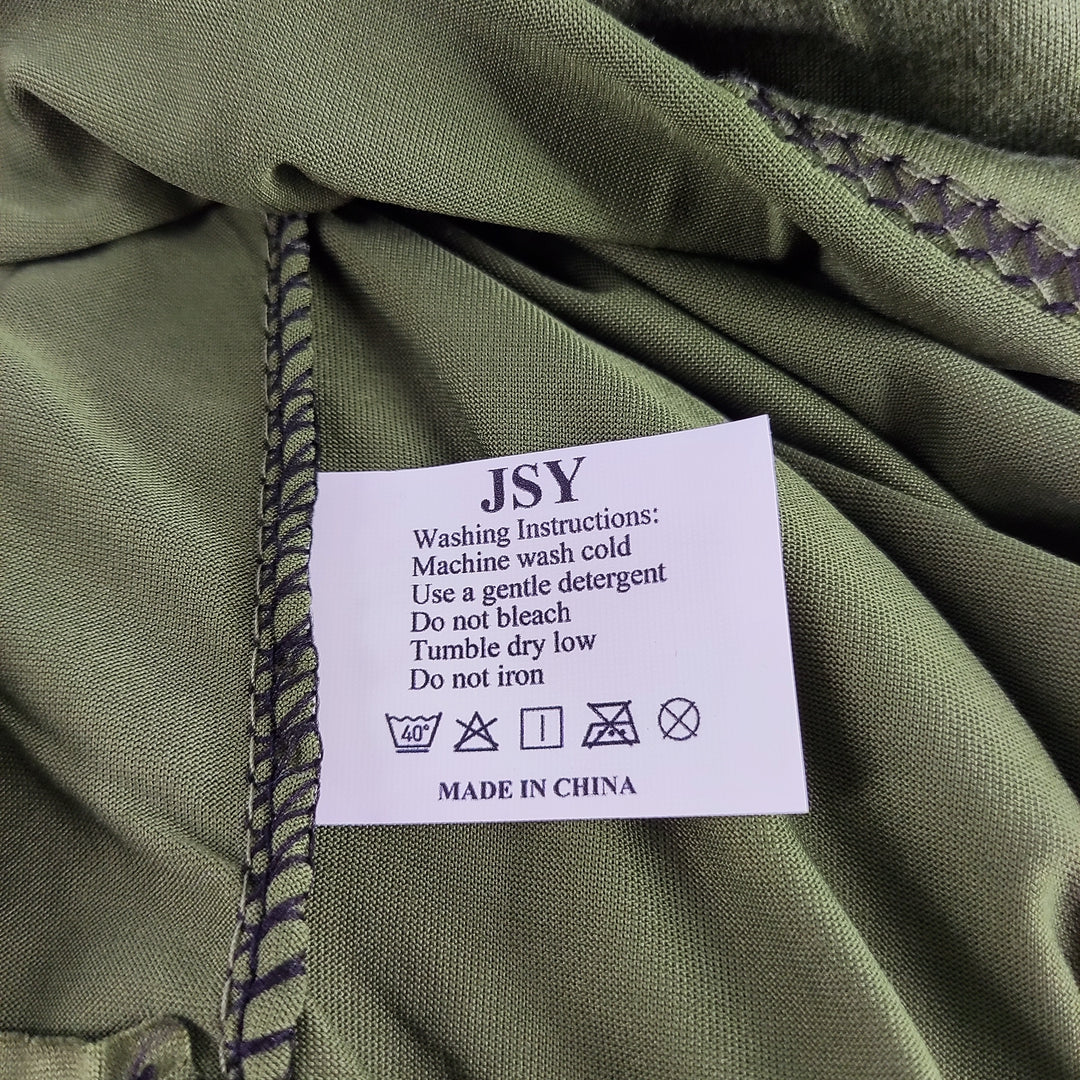 JSY
Washing Instructions:
Machine wash cold
Use a gentle detergent
Do not bleach
Tumble dry low
Do not iron
40°
MADE IN CHINA